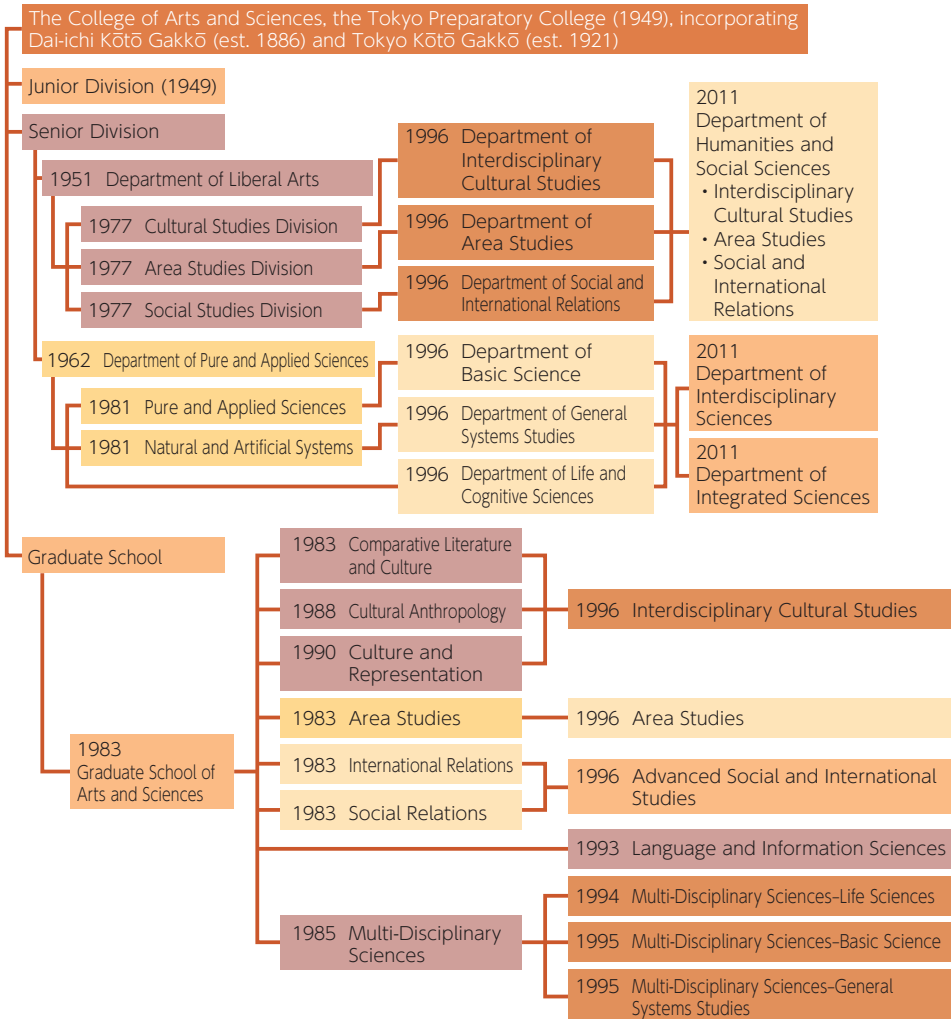 The College of Arts and Sciences, the Tokyo Preparatory College (1949), incorporating
Dai-ichi Kōtō Gakkō (est. 1886) and Tokyo Kōtō Gakkō (est. 1921)
Junior Division (1949)
Senior Division
1951 Department of Liberal Arts
1977 Cultural Studies Division
1977 Area Studies Division
1977 Social Studies Division
1996 Department of
Interdisciplinary
Cultural Studies
1996 Department of
Area Studies
1996 Department of Social and
International Relations
2011
Department of
Humanities and
Social Sciences
• Interdisciplinary
Cultural Studies
• Area Studies
• Social and
International
Relations
1962 Department of Pure and Applied Sciences
1981 Pure and Applied Sciences
1981 Natural and Artificial Systems
1996 Department of
Basic Science
1996 Department of General
Systems Studies
1996 Department of Life and
Cognitive Sciences
2011
Department of
Interdisciplinary
Sciences
2011
Department of
Integrated Sciences
Graduate School
1983
Graduate School of
Arts and Sciences
1983 Comparative Literature
and Culture
1988 Cultural Anthropology
1990 Culture and
Representation
1996 Interdisciplinary Cultural Studies
1983 Area Studies
1996 Area Studies
1983 International Relations
1983 Social Relations
1996 Advanced Social and International
Studies
1993 Language and Information Sciences
1985 Multi-Disciplinary
Sciences
1994 Multi-Disciplinary Sciences–Life Sciences
1995 Multi-Disciplinary Sciences–Basic Science
1995 Multi-Disciplinary Sciences–General
Systems Studies